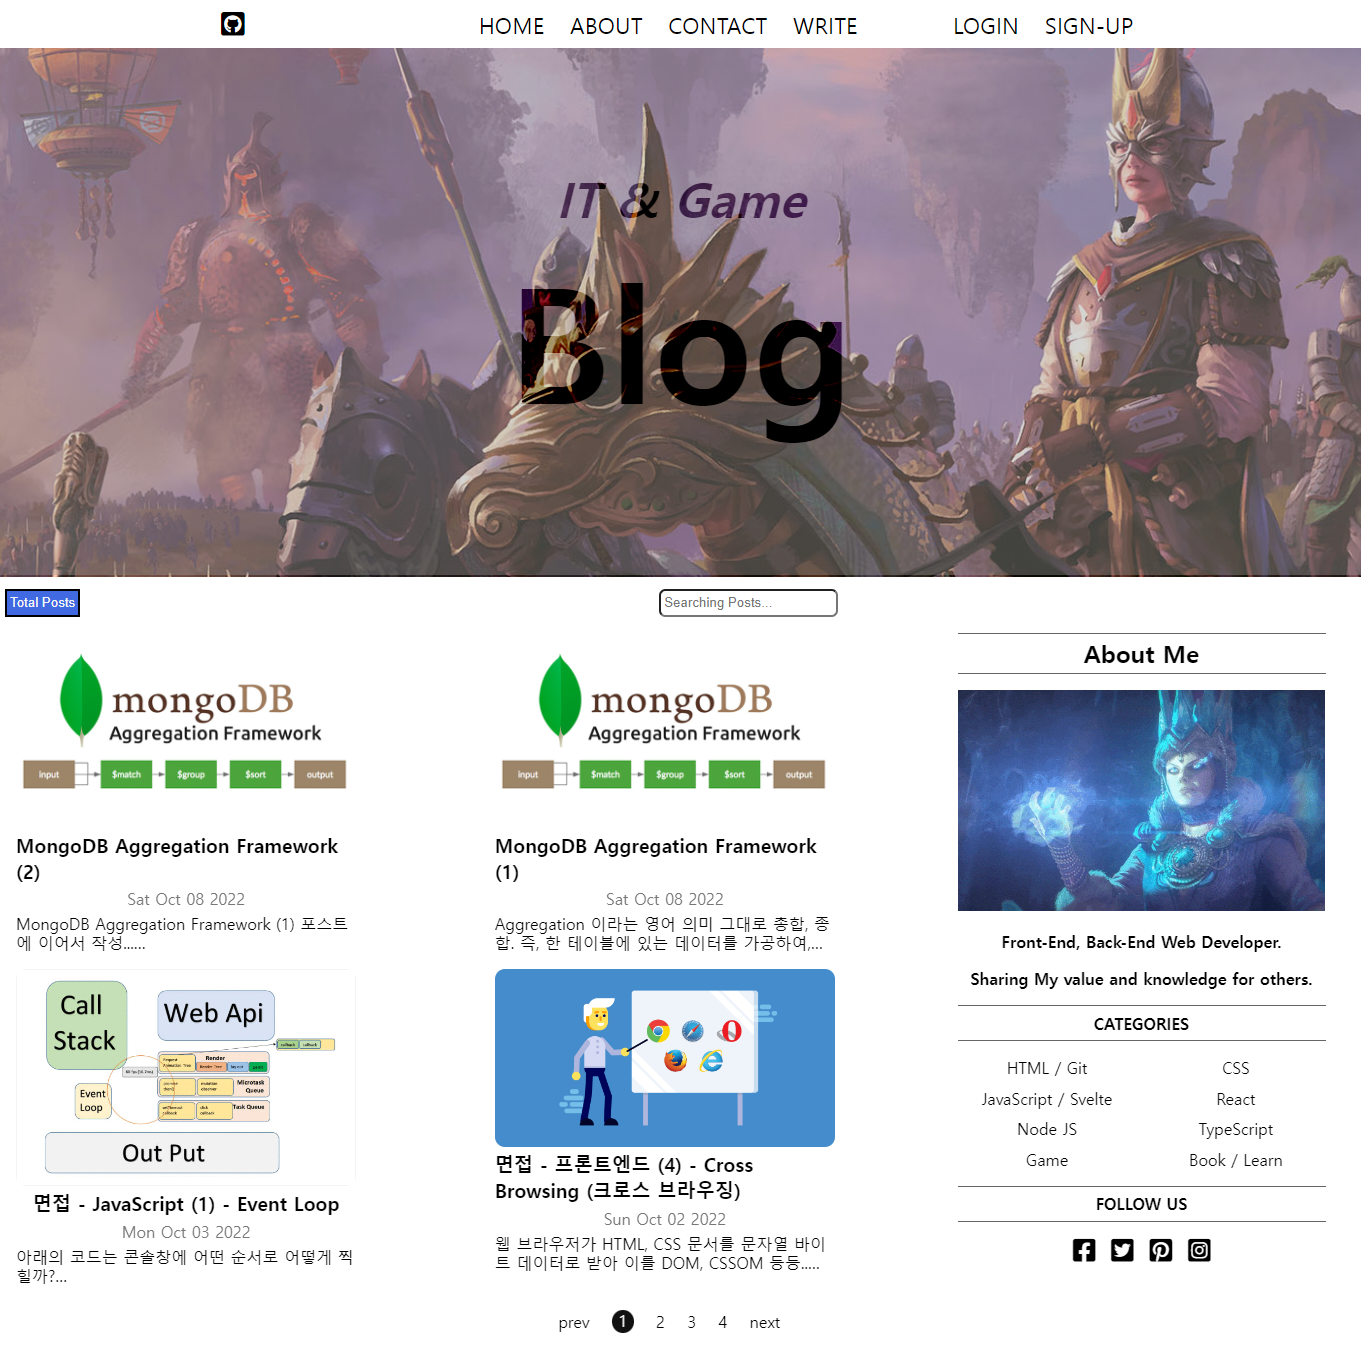 HOME ABOUT CONTACT WRITE LOGIN SIGN-UP
IT & Game
Blog
Total Posts
Searching Posts...
mongoDB
Aggregation Framework
input $match $group $sort output
MongoDB Aggregation Framework
(2)
Sat Oct 08 2022
MongoDB Aggregation Framework (1) 포스트
에 이어서 작성......
mongoDB
Aggregation Framework
input $match $group $sort output
MongoDB Aggregation Framework
(1)
Sat Oct 08 2022
Aggregation 이라는 영어 의미 그대로 총합, 종
합. 즉, 한 테이블에 있는 데이터를 가공하여,...
Call
Stack
Web Api
callback callback
Render
Request
Animation Tree
Render Tree
Microtask
Queue
mutation
observer
Task Queue
click
callback
Event
Loop
Out Put
면접 - JavaScript (1) - Event Loop
Mon Oct 03 2022
아래의 코드는 콘솔창에 어떤 순서로 어떻게 찍
힐까?...
면접 - 프론트엔드 (4) - Cross
Browsing (크로스 브라우징)
Sun Oct 02 2022
웹 브라우저가 HTML, CSS 문서를 문자열 바이
트 데이터로 받아 이를 DOM, CSSOM 등등.....
prev 1 2 3 4 next
About Me
Front-End, Back-End Web Developer.
Sharing My value and knowledge for others.
CATEGORIES
HTML / Git CSS
JavaScript / Svelte React
Node JS TypeScript
Game Book / Learn
FOLLOW US